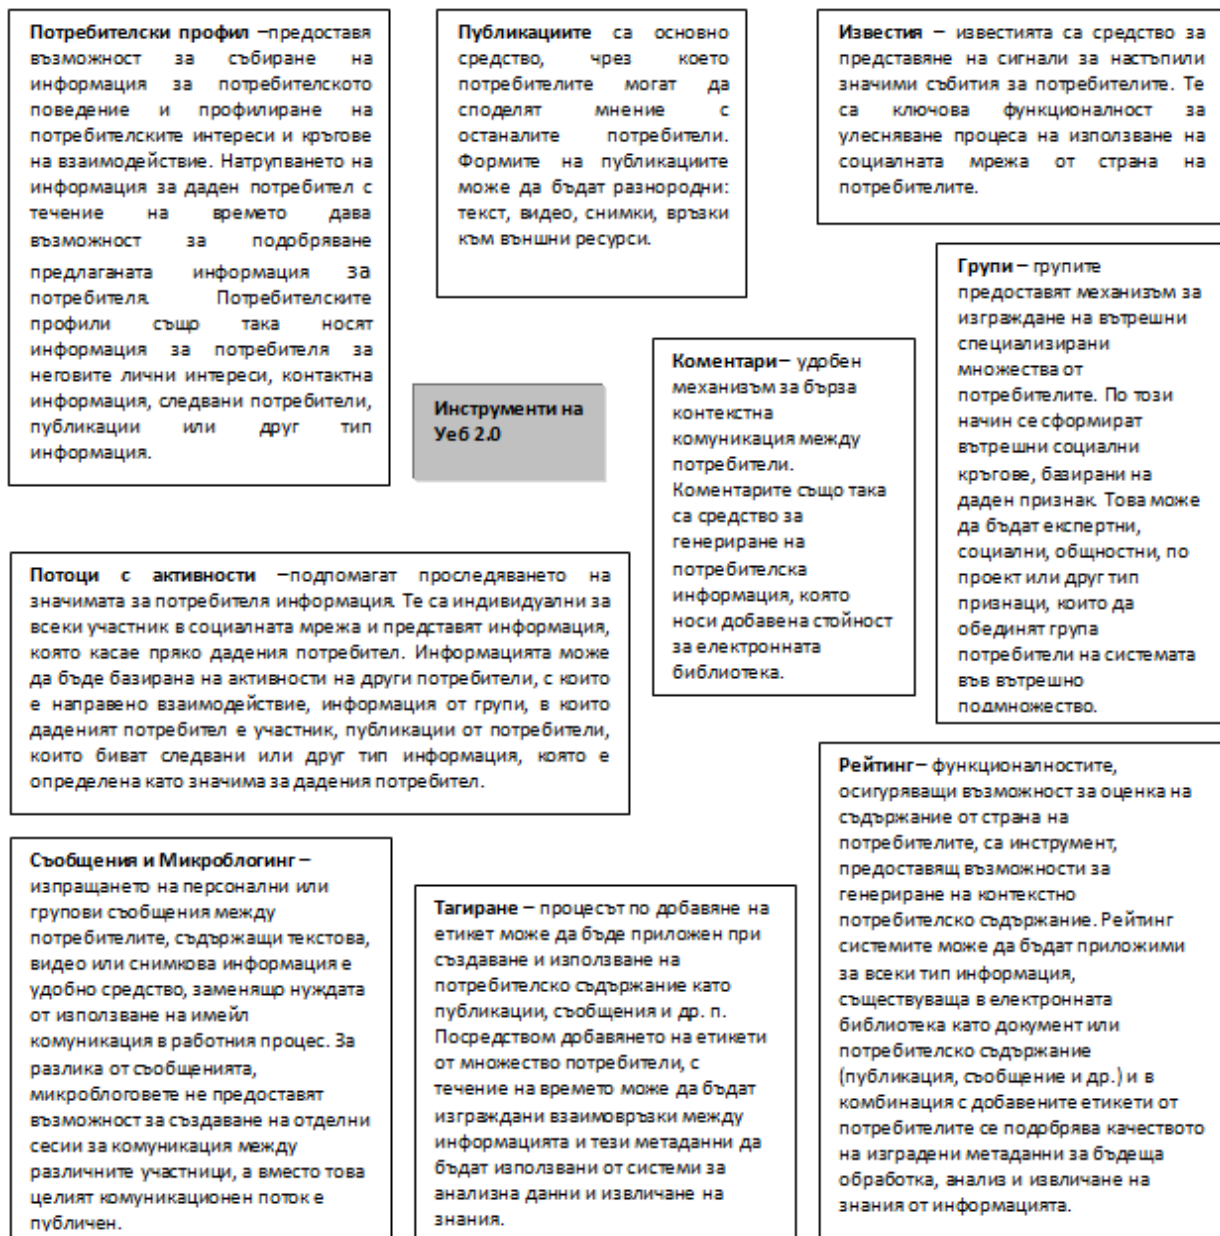 Потребителски профил –предоставя
възможност за събиране на
информация за потребителското
поведение и профилиране на
потребителските интереси и кръгове
на взаимодействие. Натрупването на
информация за даден потребител с
течение на времето дава
възможност за подобряване
предлаганата информация за
потребителя. Потребителските
профили също така носят
информация за потребителя за
неговите лични интереси, контактна
информация, следвани потребители,
публикации или друг тип
информация.
Публикациите са основно
средство, чрез което
потребителите могат да
споделят мнение с
останалите потребители.
Формите на публикациите
може да бъдат разнородни:
текст, видео, снимки, връзки
към външни ресурси.
Известия – известията са средство за
представяне на сигнали за настъпили
значими събития за потребителите. Те
са ключова функционалност за
улесняване процеса на използване на
социалната мрежа от страна на
потребителите.
Групи – групите
предоставят механизъм за
изграждане на вътрешни
специализирани
множества от
потребителите. По този
начин се сформират
вътрешни социални
кръгове, базирани на
даден признак. Това може
да бъдат експертни,
социални, общностни, по
проект или друг тип
признаци, които да
обединят група
потребители на системата
във вътрешно
подмножество.
Коментари – удобен
механизъм за бърза
контекстна
комуникация между
потребители.
Коментарите също така
са средство за
генериране на
потребителска
информация, която
носи добавена стойност
за електронната
библиотека.
Инструменти на
Уеб 2.0
Потоци с активности –подпомагат проследяването на
значимата за потребителя информация. Те са индивидуални за
всеки участник в социалната мрежа и представят информация,
която касае пряко дадения потребител. Информацията може
да бъде базирана на активности на други потребители, с които
е направено взаимодействие, информация от групи, в които
даденият потребител е участник, публикации от потребители,
които биват следвани или друг тип информация, която е
определена като значима за дадения потребител.
Рейтинг – функционалностите,
осигуряващи възможност за оценка на
съдържание от страна на
потребителите, са инструмент,
предоставящ възможности за
генериране на контекстно
потребителско съдържание. Рейтинг
системите може да бъдат приложими
за всеки тип информация,
съществуваща в електронната
библиотека като документ или
потребителско съдържание
(публикация, съобщение и др.) и в
комбинация с добавените етикети от
потребителите се подобрява качеството
на изградени метаданни за бъдеща
обработка, анализ и извличане на
знания от информацията.
Съобщения и Микроблогинг –
изпращането на персонални или
групови съобщения между
потребителите, съдържащи текстова,
видео или снимкова информация е
удобно средство, заменящо нуждата
от използване на имейл
комуникация в работния процес. За
разлика от съобщенията,
микроблоговете не предоставят
възможност за създаване на отделни
сесии за комуникация между
различните участници, а вместо това
целият комуникационен поток е
публичен.
Тагиране – процесът по добавяне на
етикет може да бъде приложен при
създаване и използване на
потребителско съдържание като
публикации, съобщения и др. п.
Посредством добавянето на етикети
от множество потребители, с
течение на времето може да бъдат
изграждани взаимовръзки между
информацията и тези метаданни да
бъдат използвани от системи за
анализна данни и извличане на
знания.